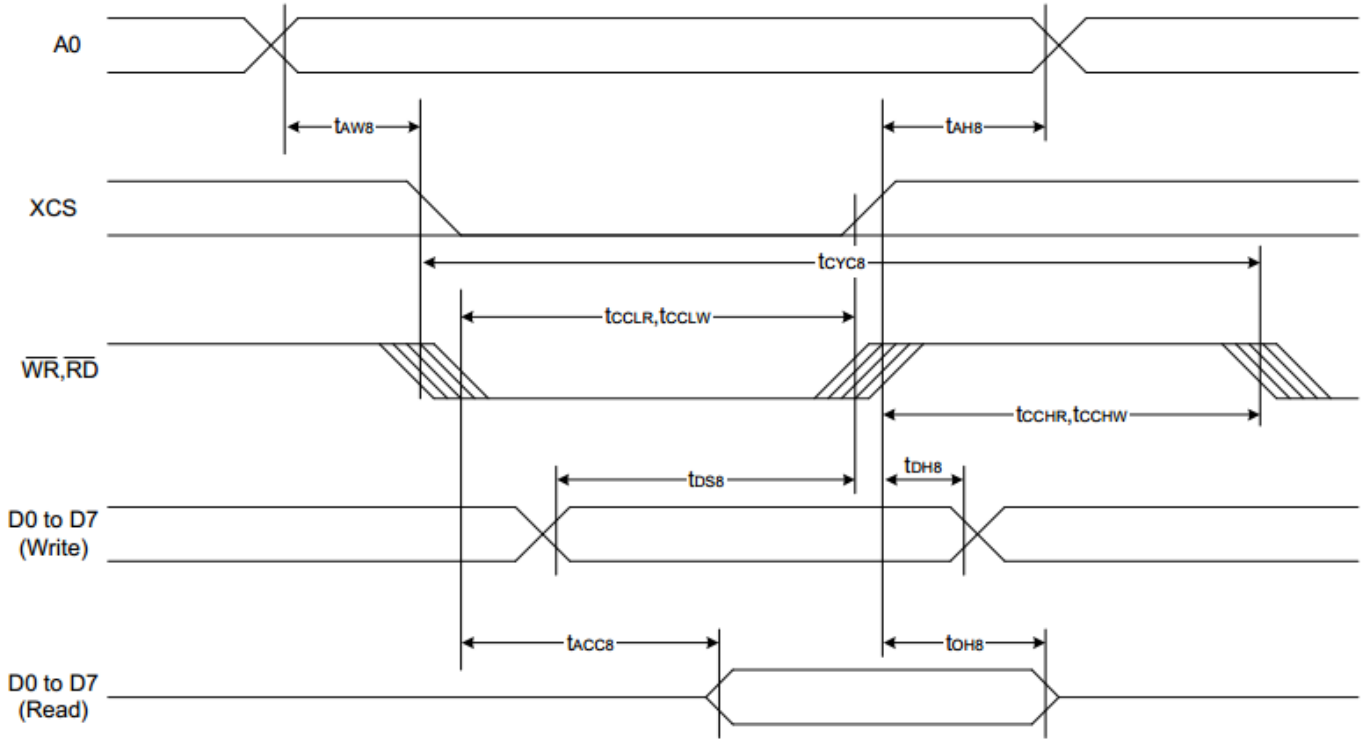 A0
tAW8
tAH8
XCS
tCYC8
tCCLR,tCCLW
WR,RD
tCCHR,tCCHW
tDS8
tDH8
D0 to D7
(Write)
tACC8
tOH8
D0 to D7
(Read)